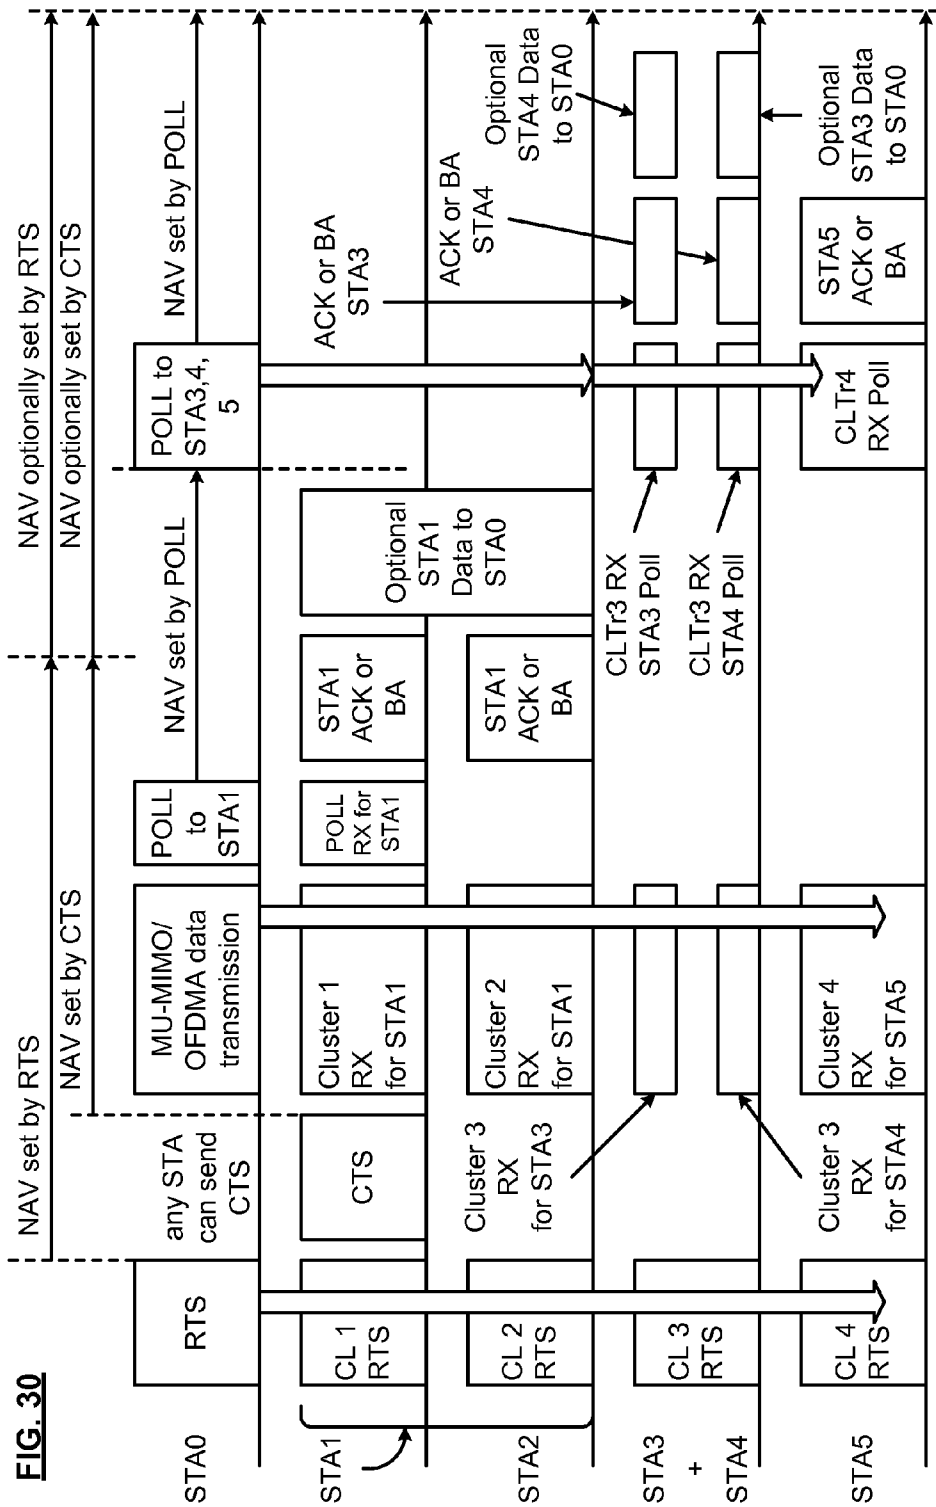 FIG. 30
NAV set by RTS
NAV optionally set by RTS
NAV set by CTS
NAV optionally set by CTS
STA0
RTS
any STA
can send
CTS
MU-MIMO/
OFDMA data
transmission
POLL
to
STA1
NAV set by POLL
POLL to
STA3,4,
5
NAV set by POLL
STA1
CL 1
RTS
CTS
Cluster 1
RX
for STA1
POLL
RX for
STA1
STA1
ACK or
BA
Optional
STA1
Data to
STA0
ACK or BA
STA3
STA2
CL 2
RTS
Cluster 3
RX
for STA3
Cluster 2
RX
for STA1
STA1
ACK or
BA
ACK or BA
STA4
Optional
STA4 Data
to STA0
STA3
+
STA4
CL 3
RTS
CLTr3 RX
STA3 Poll
CLTr3 RX
STA4 Poll
STA5
CL 4
RTS
Cluster 3
RX
for STA4
Cluster 4
RX
for STA5
CLTr4
RX Poll
STA5
ACK or
BA
Optional
STA3 Data
to STA0